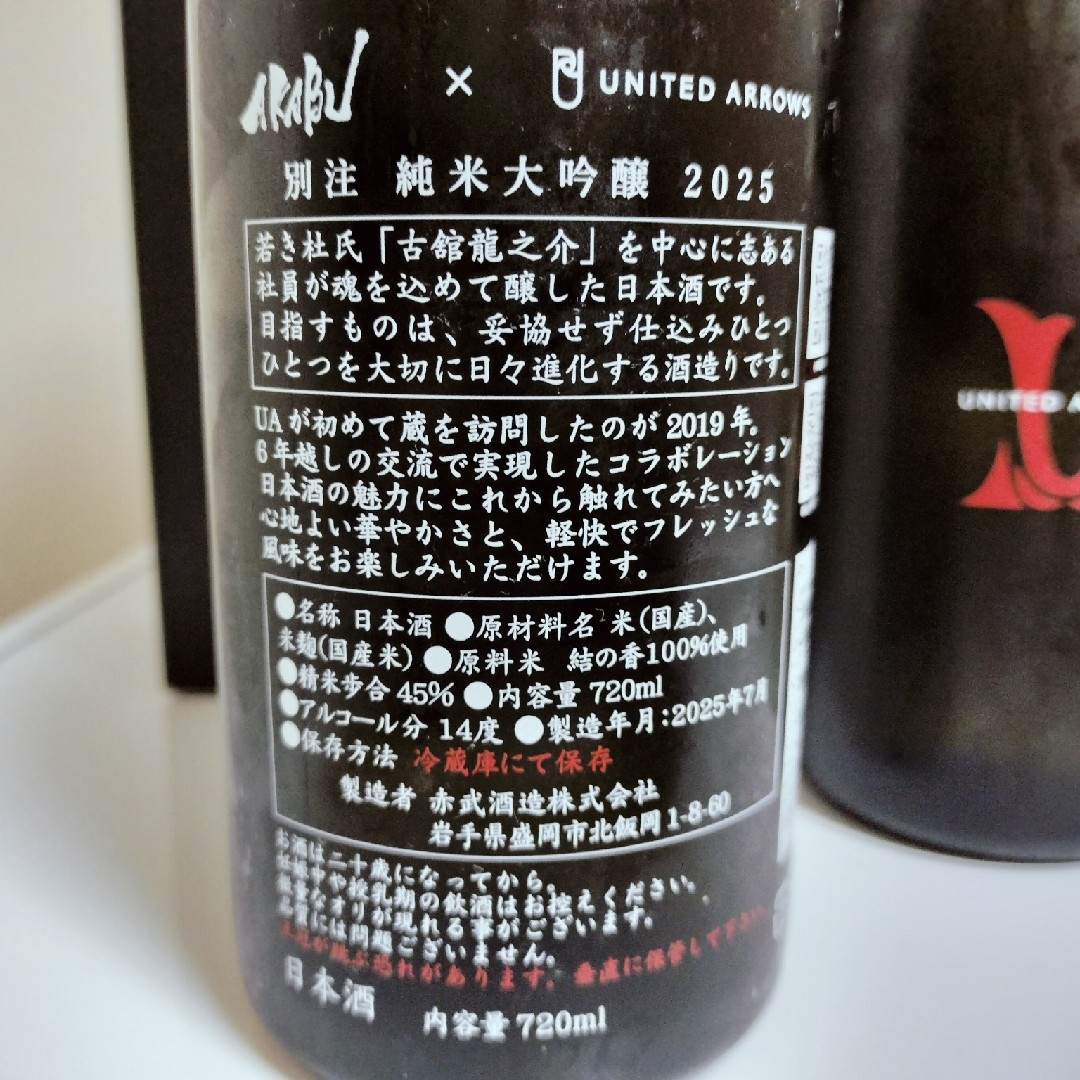 AKABU × UNITED ARROWS
別注 純米大吟醸 2025
若き杜氏「古舘龍之介」を中心に志ある
社員が魂を込めて醸した日本酒です。
目指すものは、妥協せず仕込みひとつ
ひとつを大切に日々進化する酒造りです。
UAが初めて蔵を訪問したのが2019年。
6年越しの交流で実現したコラボレーション
日本酒の魅力にこれから触れてみたい方へ
心地よい華やかさと、軽快でフレッシュな
風味をお楽しみいただけます。
●名称 日本酒 ●原材料名 米(国産)、
米麹(国産米) ●原料米 結の香100%使用
●精米歩合 45% ●内容量 720ml
●アルコール分 14度 ●製造年月:2025年7月
●保存方法 冷蔵庫にて保存
製造者 赤武酒造株式会社
岩手県盛岡市北飯岡1-8-60
お酒は二十歳になってから。
妊娠中や授乳期の飲酒はお控えください。
微量なオリが現れる事がございます。
品質には問題ございません。
が飛ぶ恐れがあります。垂直に保管して下さい。
日本酒
内容量 720ml
UNITED A